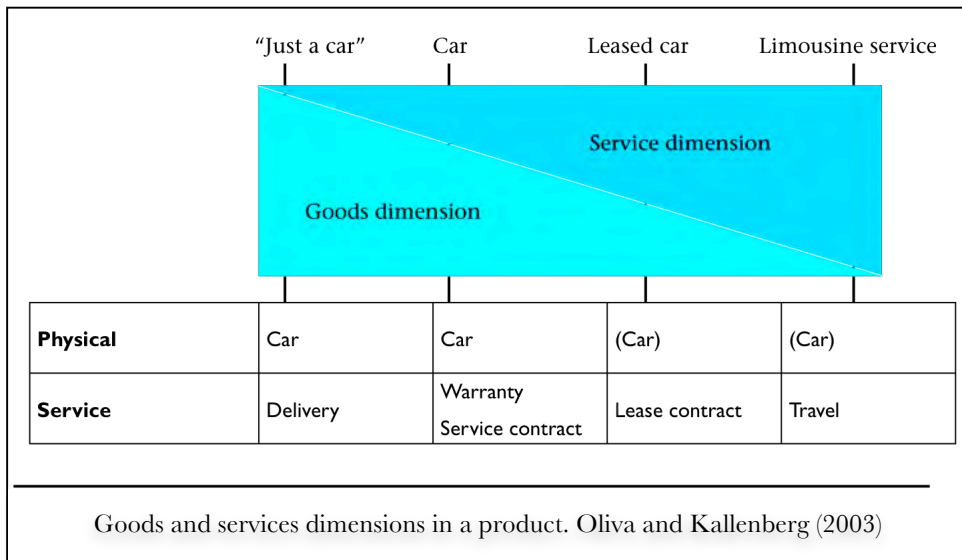 “Just a car” Car Leased car Limousine service
Service dimension
Goods dimension
Physical Car Car (Car) (Car)
Service Delivery Warranty Lease contract Travel
Service contract
Goods and services dimensions in a product. Oliva and Kallenberg (2003)